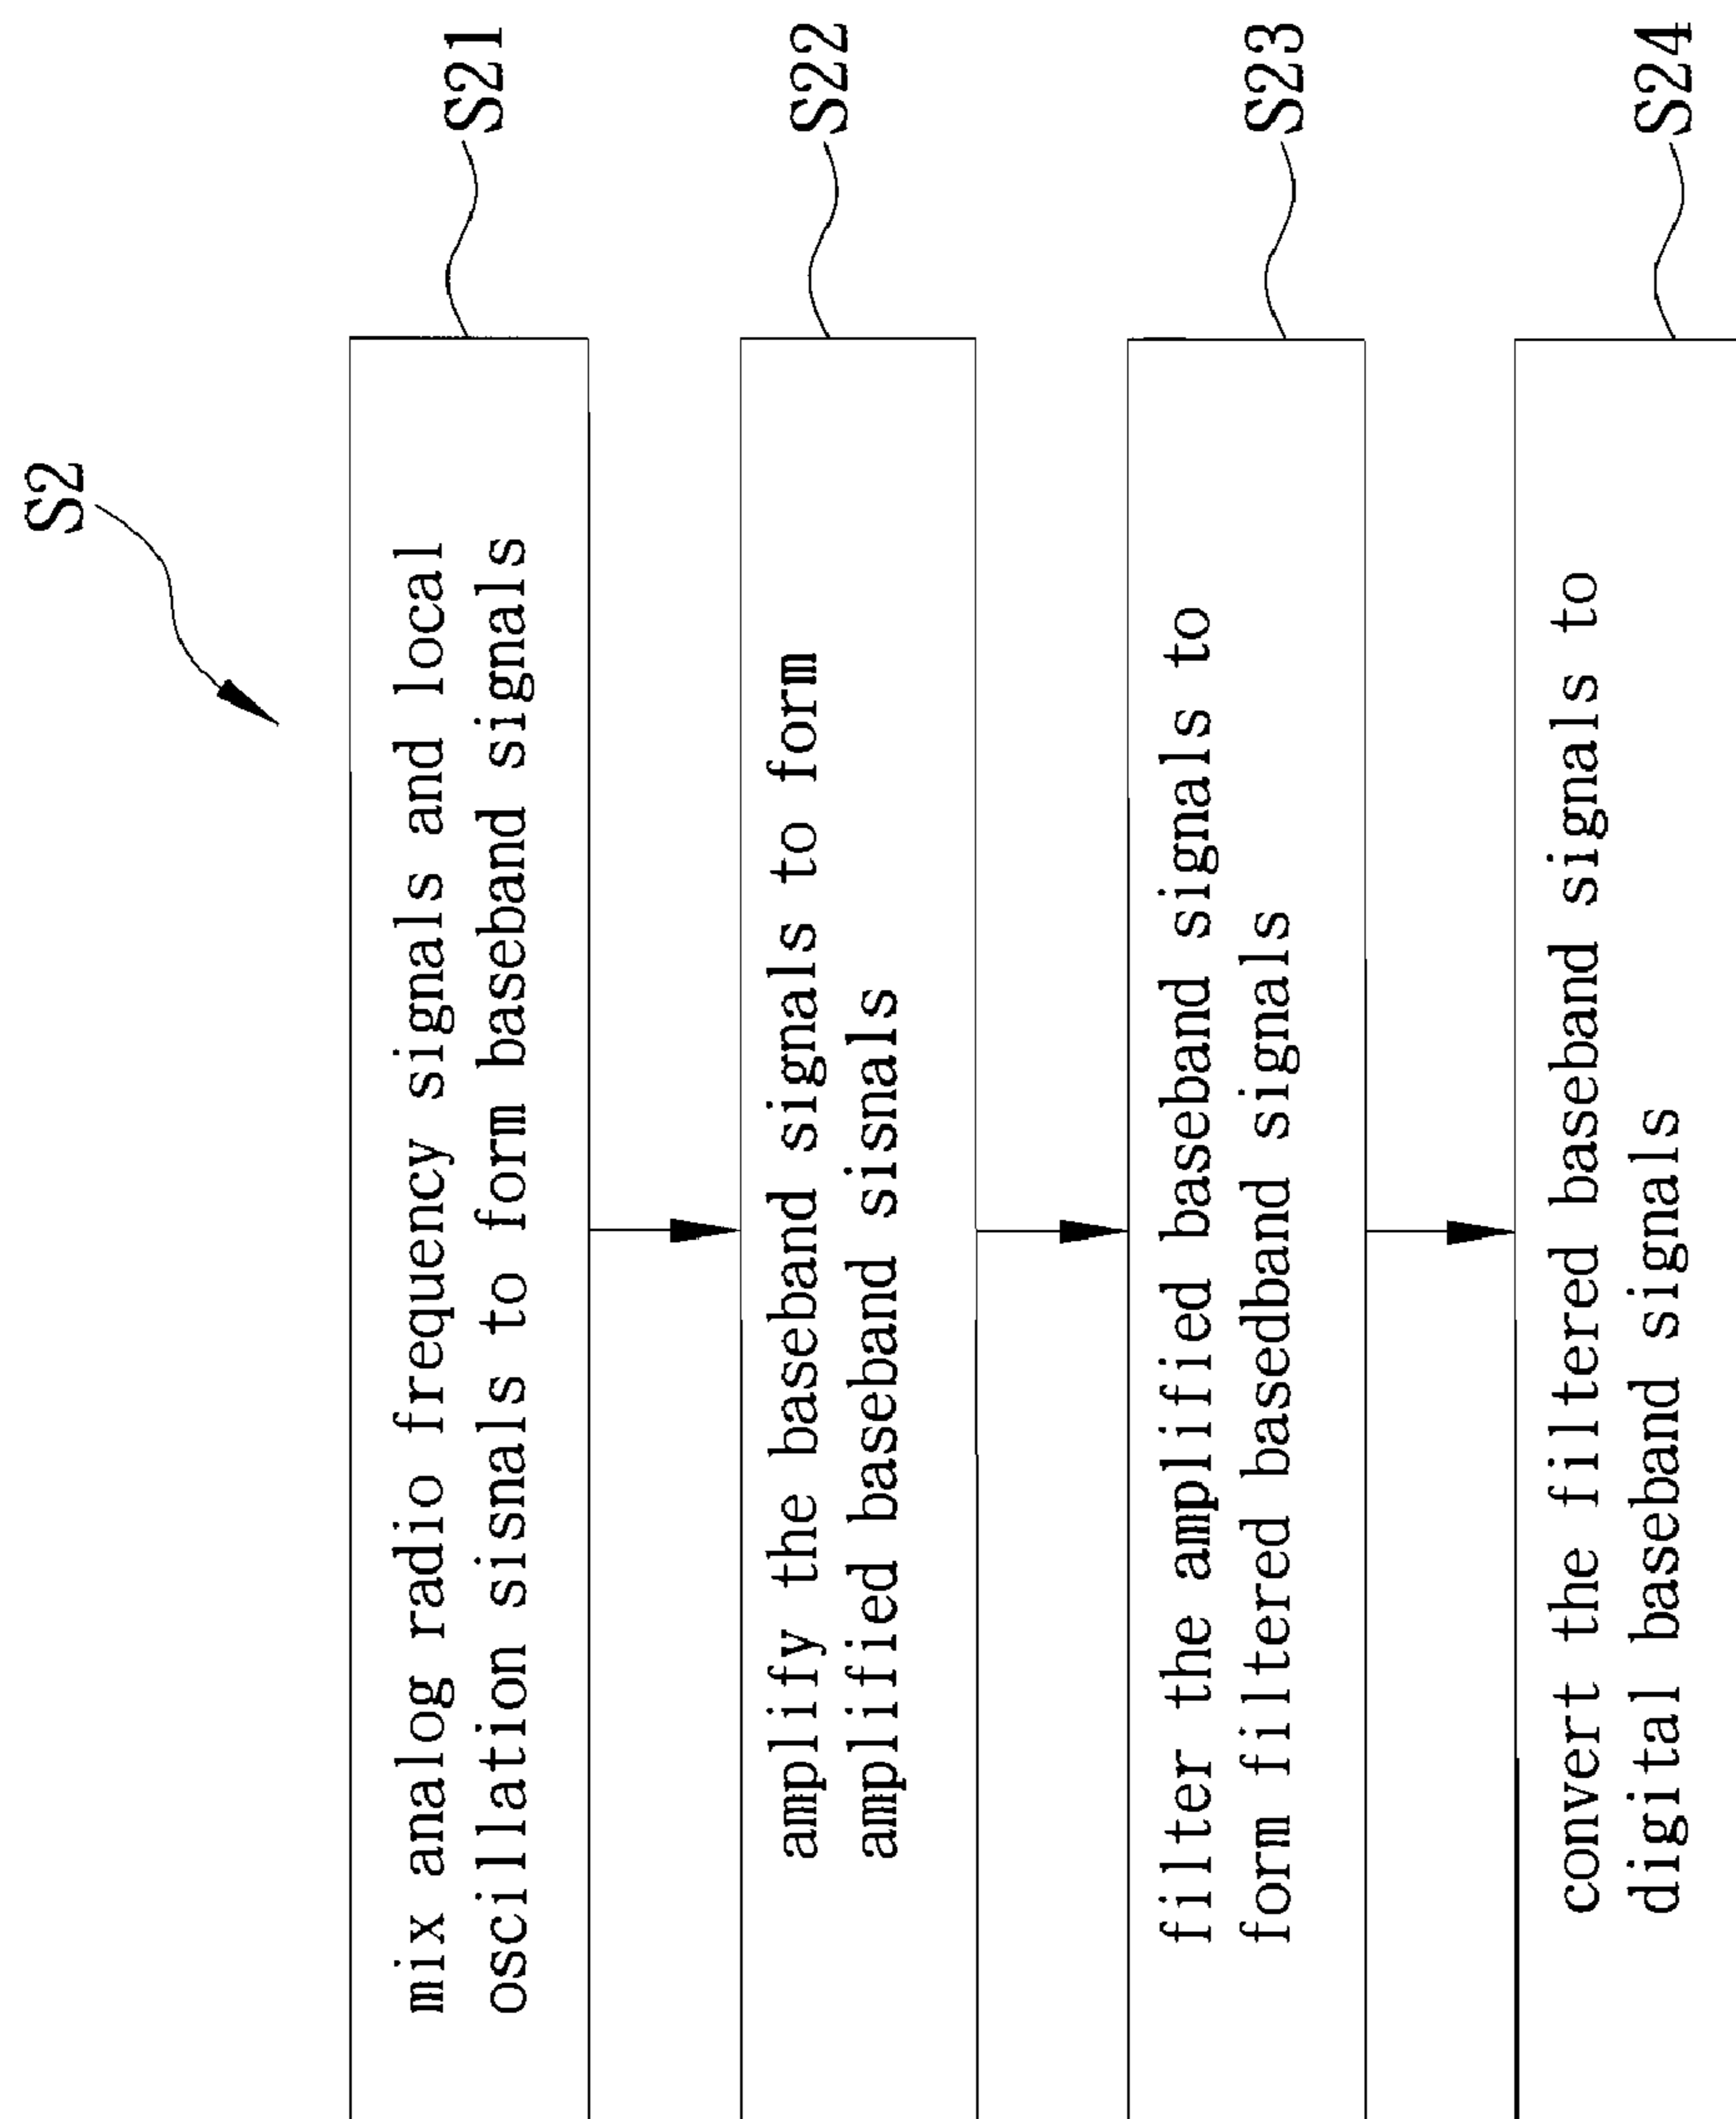 S2
mix analog radio frequency signals and local
oscillation sisnals to form baseband signals
S21
amplify the baseband signals to form
amplified baseband sisnals
S22
filter the amplified baseband signals to
form filtered basedband signals
S23
convert the filtered baseband signals to
digital baseband signals
S24